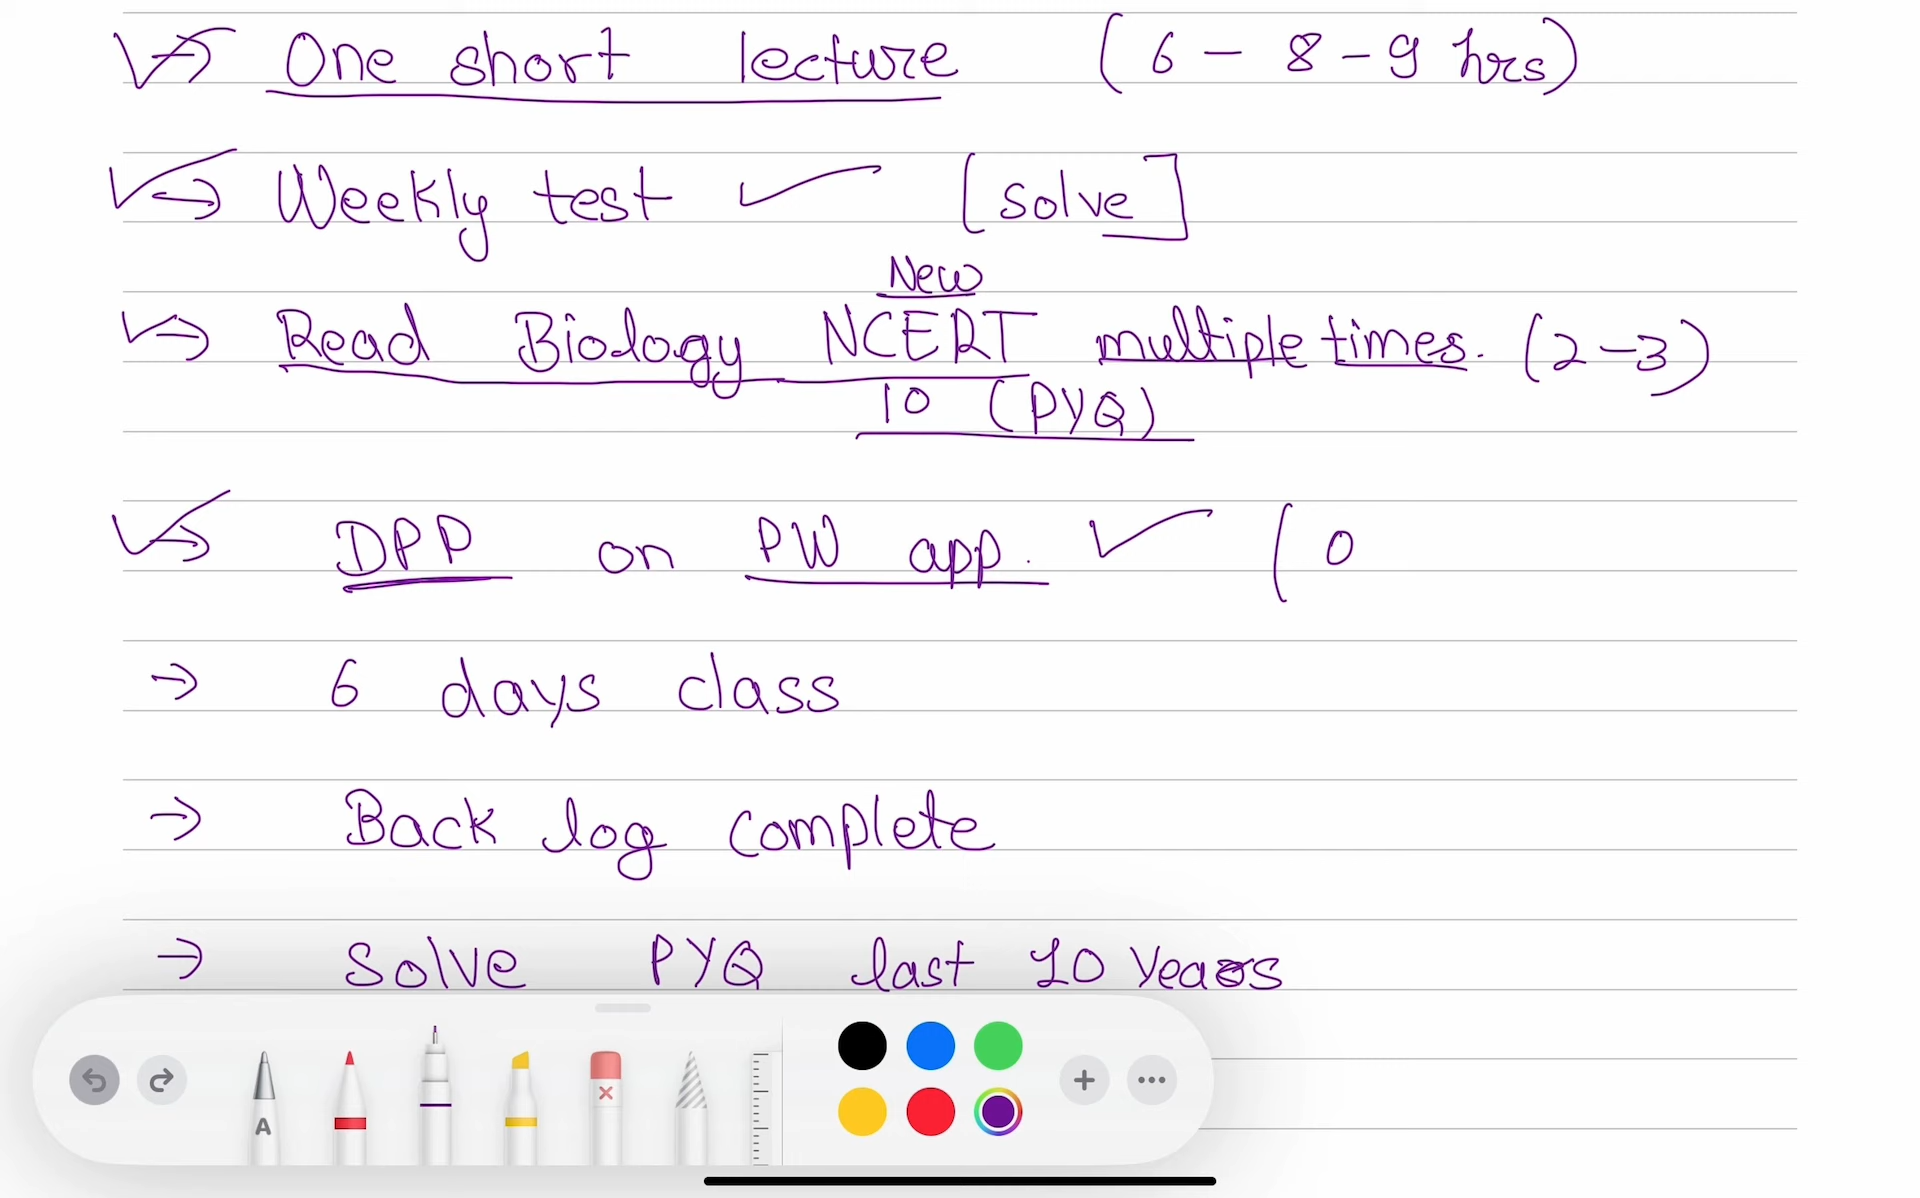 → One short lecture (6 - 8 - 9 hrs)
→ Weekly test ✓ [solve]
New
→ Read Biology NCERT multiple times. (2-3)
10 (PYQ)
→ DPP on PW app. ✓ (0
→ 6 days class
→ Back log complete
→ Solve PYQ last 10 Years
A